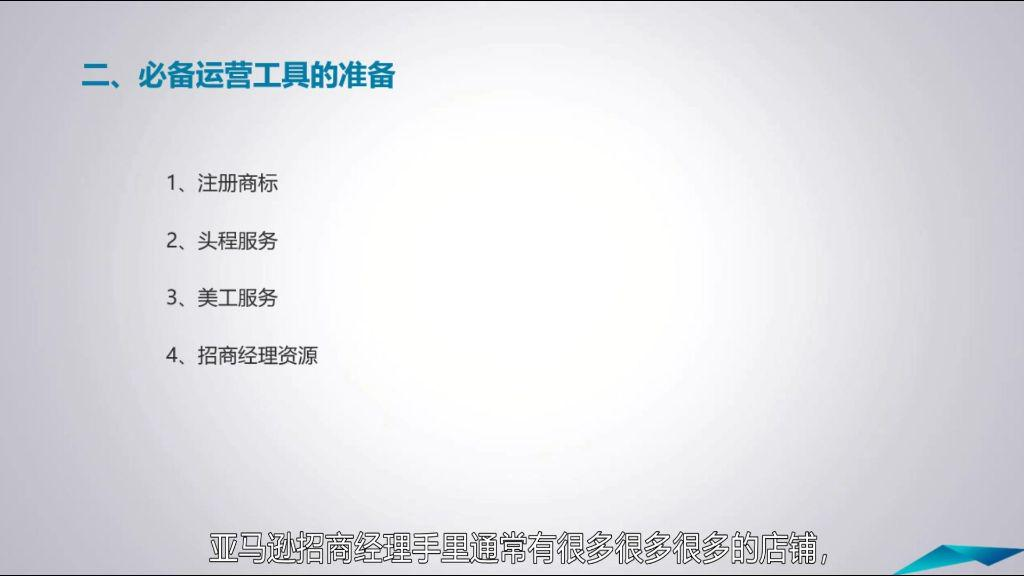 二、必备运营工具的准备
1、注册商标
2、头程服务
3、美工服务
4、招商经理资源
亚马逊招商经理手里通常有很多很多很多的店铺，